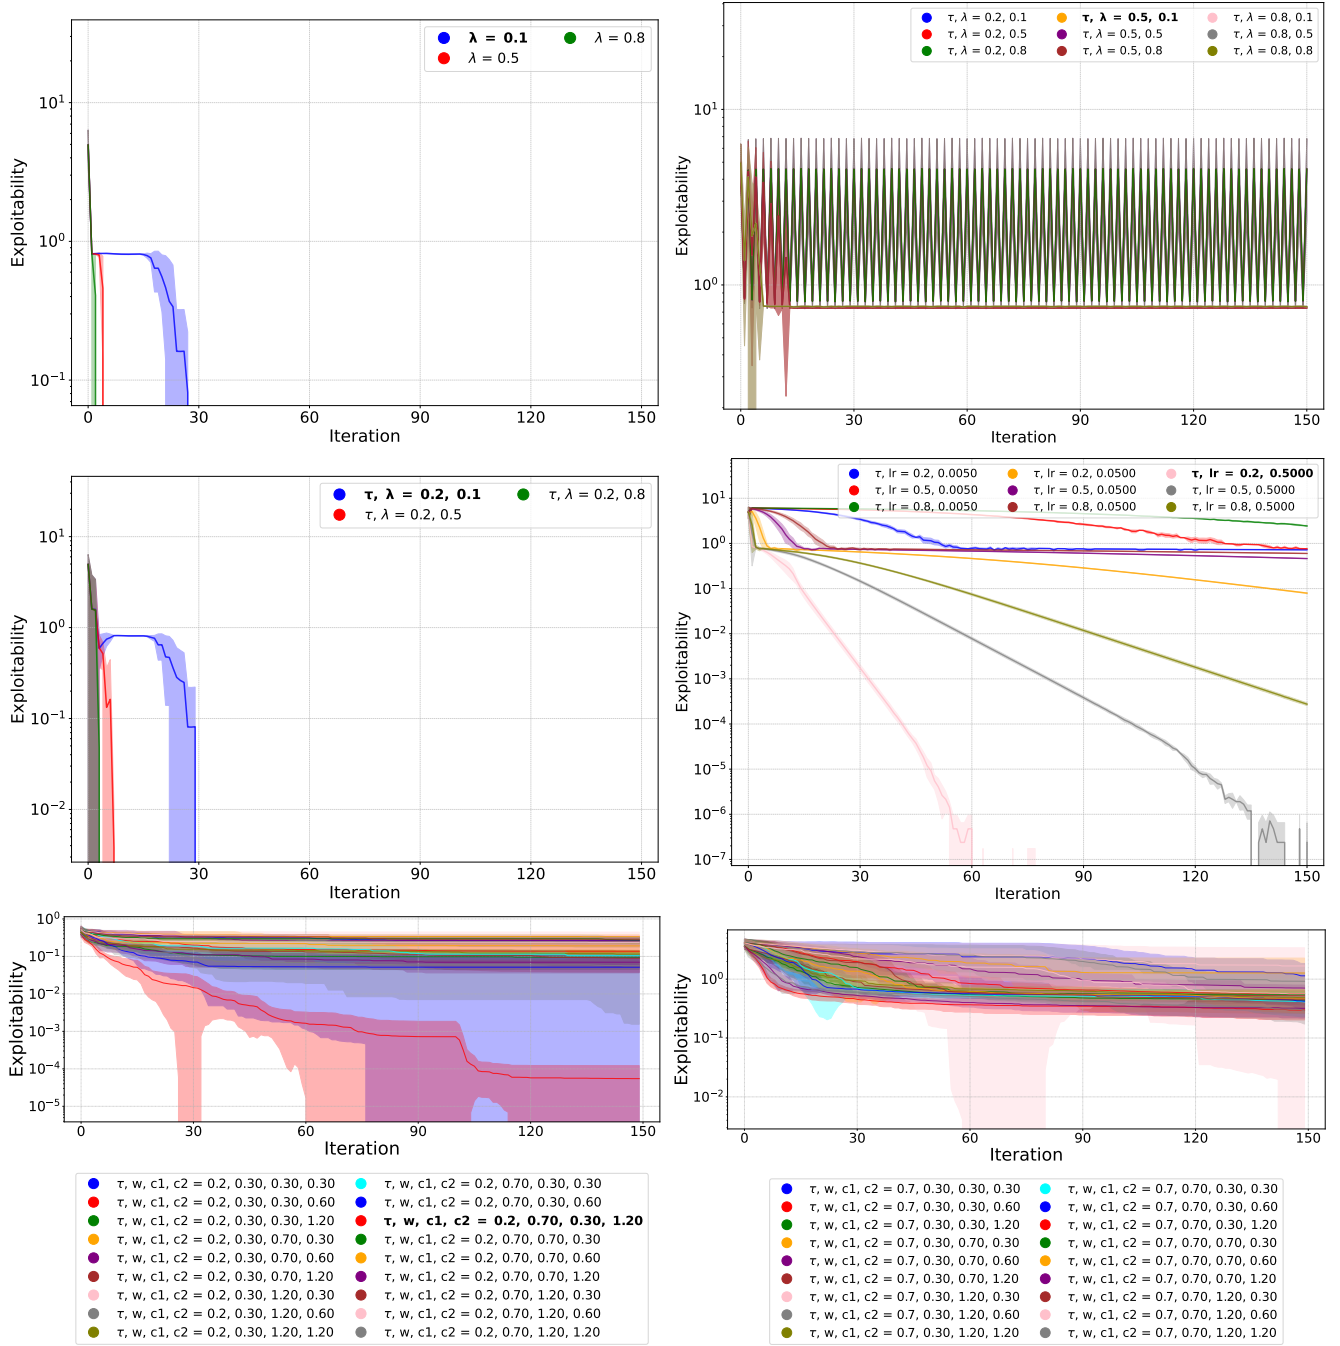 λ = 0.1
λ = 0.8
λ = 0.5
Exploitability
10¹
10⁰
10⁻¹
0 30 60 90 120 150
Iteration
τ, λ = 0.2, 0.1
τ, λ = 0.5, 0.1
τ, λ = 0.8, 0.1
τ, λ = 0.2, 0.5
τ, λ = 0.5, 0.5
τ, λ = 0.8, 0.5
τ, λ = 0.2, 0.8
τ, λ = 0.5, 0.8
τ, λ = 0.8, 0.8
Exploitability
10¹
10⁰
0 30 60 90 120 150
Iteration
τ, λ = 0.2, 0.1
τ, λ = 0.2, 0.8
τ, λ = 0.2, 0.5
Exploitability
10¹
10⁰
10⁻¹
10⁻²
0 30 60 90 120 150
Iteration
τ, lr = 0.2, 0.0050
τ, lr = 0.2, 0.0500
τ, lr = 0.2, 0.5000
τ, lr = 0.5, 0.0050
τ, lr = 0.5, 0.0500
τ, lr = 0.5, 0.5000
τ, lr = 0.8, 0.0050
τ, lr = 0.8, 0.0500
τ, lr = 0.8, 0.5000
Exploitability
10¹
10⁰
10⁻¹
10⁻²
10⁻³
10⁻⁴
10⁻⁵
10⁻⁶
10⁻⁷
0 30 60 90 120 150
Iteration
Exploitability
10⁰
10⁻¹
10⁻²
10⁻³
10⁻⁴
10⁻⁵
0 30 60 90 120 150
Iteration
τ, w, c1, c2 = 0.2, 0.30, 0.30, 0.30
τ, w, c1, c2 = 0.2, 0.30, 0.30, 0.60
τ, w, c1, c2 = 0.2, 0.30, 0.30, 1.20
τ, w, c1, c2 = 0.2, 0.30, 0.70, 0.30
τ, w, c1, c2 = 0.2, 0.30, 0.70, 0.60
τ, w, c1, c2 = 0.2, 0.30, 0.70, 1.20
τ, w, c1, c2 = 0.2, 0.30, 1.20, 0.30
τ, w, c1, c2 = 0.2, 0.30, 1.20, 0.60
τ, w, c1, c2 = 0.2, 0.30, 1.20, 1.20
τ, w, c1, c2 = 0.2, 0.70, 0.30, 0.30
τ, w, c1, c2 = 0.2, 0.70, 0.30, 0.60
τ, w, c1, c2 = 0.2, 0.70, 0.30, 1.20
τ, w, c1, c2 = 0.2, 0.70, 0.70, 0.30
τ, w, c1, c2 = 0.2, 0.70, 0.70, 0.60
τ, w, c1, c2 = 0.2, 0.70, 0.70, 1.20
τ, w, c1, c2 = 0.2, 0.70, 1.20, 0.30
τ, w, c1, c2 = 0.2, 0.70, 1.20, 0.60
τ, w, c1, c2 = 0.2, 0.70, 1.20, 1.20
Exploitability
10⁰
10⁻¹
10⁻²
0 30 60 90 120 150
Iteration
τ, w, c1, c2 = 0.7, 0.30, 0.30, 0.30
τ, w, c1, c2 = 0.7, 0.30, 0.30, 0.60
τ, w, c1, c2 = 0.7, 0.30, 0.30, 1.20
τ, w, c1, c2 = 0.7, 0.30, 0.70, 0.30
τ, w, c1, c2 = 0.7, 0.30, 0.70, 0.60
τ, w, c1, c2 = 0.7, 0.30, 0.70, 1.20
τ, w, c1, c2 = 0.7, 0.30, 1.20, 0.30
τ, w, c1, c2 = 0.7, 0.30, 1.20, 0.60
τ, w, c1, c2 = 0.7, 0.30, 1.20, 1.20
τ, w, c1, c2 = 0.7, 0.70, 0.30, 0.30
τ, w, c1, c2 = 0.7, 0.70, 0.30, 0.60
τ, w, c1, c2 = 0.7, 0.70, 0.30, 1.20
τ, w, c1, c2 = 0.7, 0.70, 0.70, 0.30
τ, w, c1, c2 = 0.7, 0.70, 0.70, 0.60
τ, w, c1, c2 = 0.7, 0.70, 0.70, 1.20
τ, w, c1, c2 = 0.7, 0.70, 1.20, 0.30
τ, w, c1, c2 = 0.7, 0.70, 1.20, 0.60
τ, w, c1, c2 = 0.7, 0.70, 1.20, 1.20